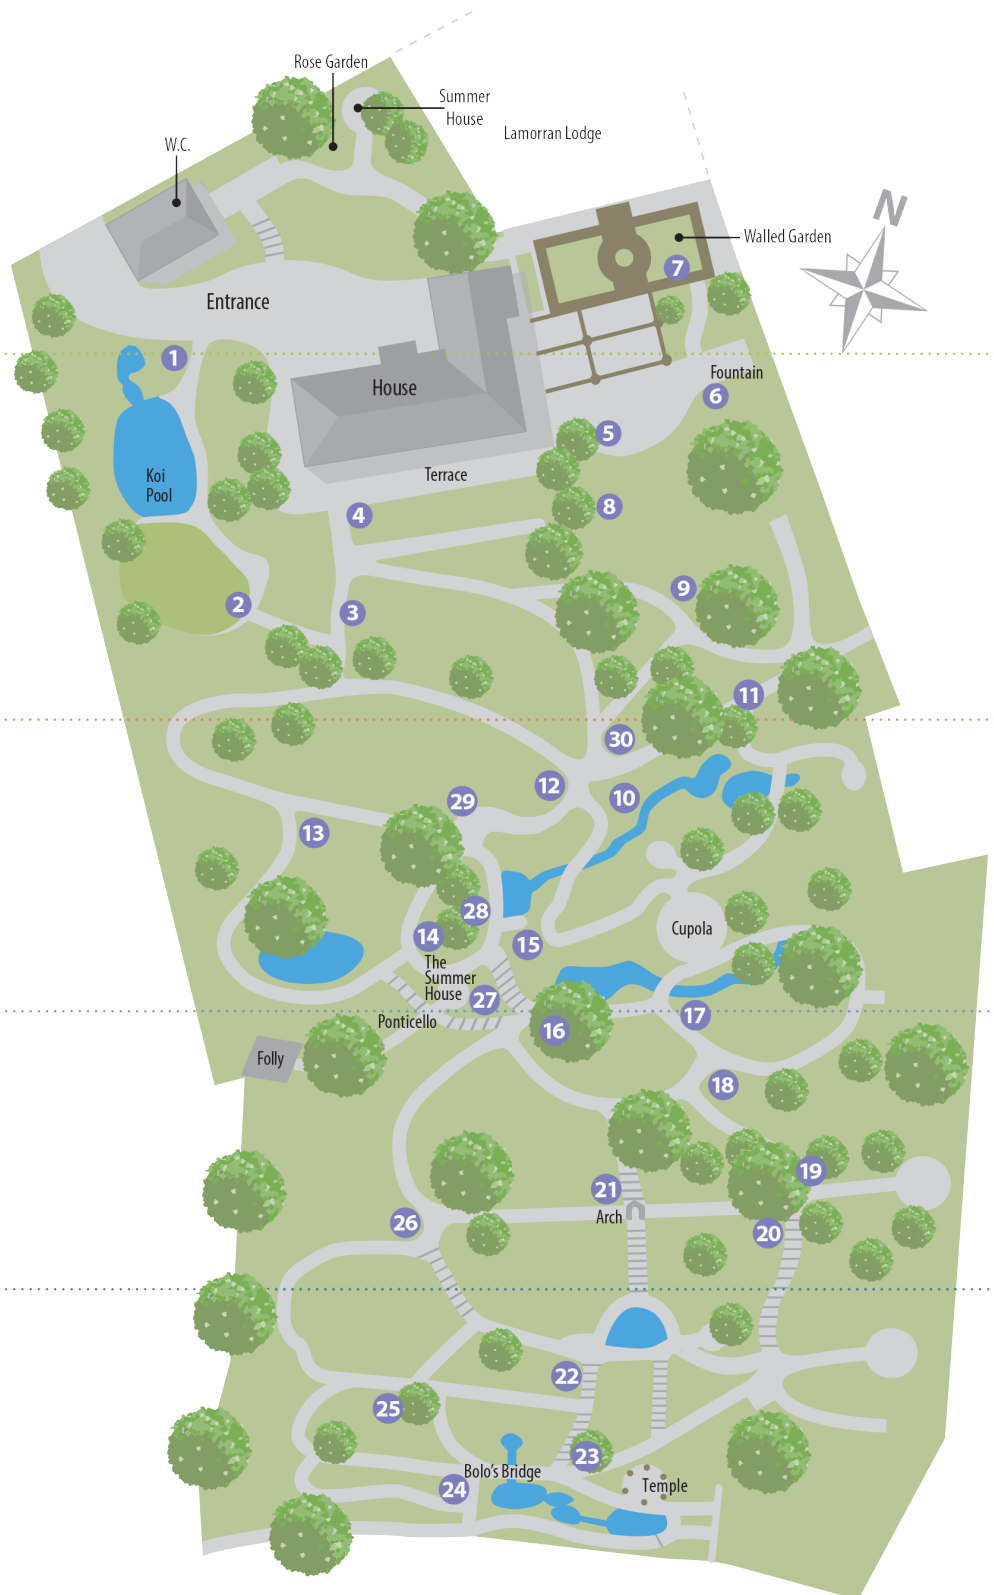 Rose Garden
Summer
House
Lamorran Lodge
W.C.
N
Walled Garden
7
Entrance
1
House
Fountain
6
5
Koi
Pool
Terrace
4
8
2
3
9
11
30
12
10
29
13
28
14
15
Cupola
The
Summer
House
27
Ponticello
16
17
Folly
18
19
21
Arch
26
20
22
25
23
Bolo's Bridge
24
Temple